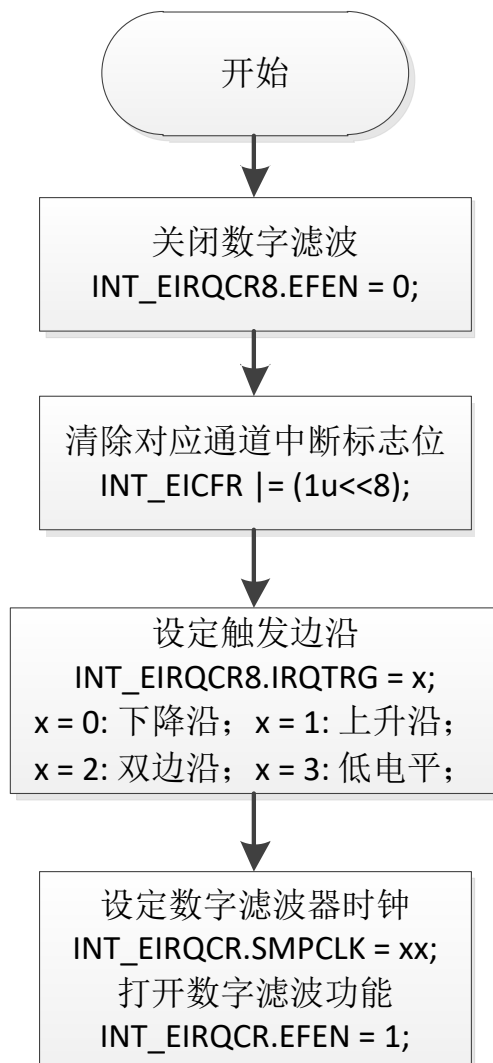 开始
关闭数字滤波
INT_EIRQCR8.EFEN = 0;
清除对应通道中断标志位
INT_EICFR |= (1u<<8);
设定触发边沿
INT_EIRQCR8.IRQTRG = x;
x = 0: 下降沿；x = 1: 上升沿；
x = 2: 双边沿；x = 3: 低电平；
设定数字滤波器时钟
INT_EIRQCR.SMPCLK = xx;
打开数字滤波功能
INT_EIRQCR.EFEN = 1;